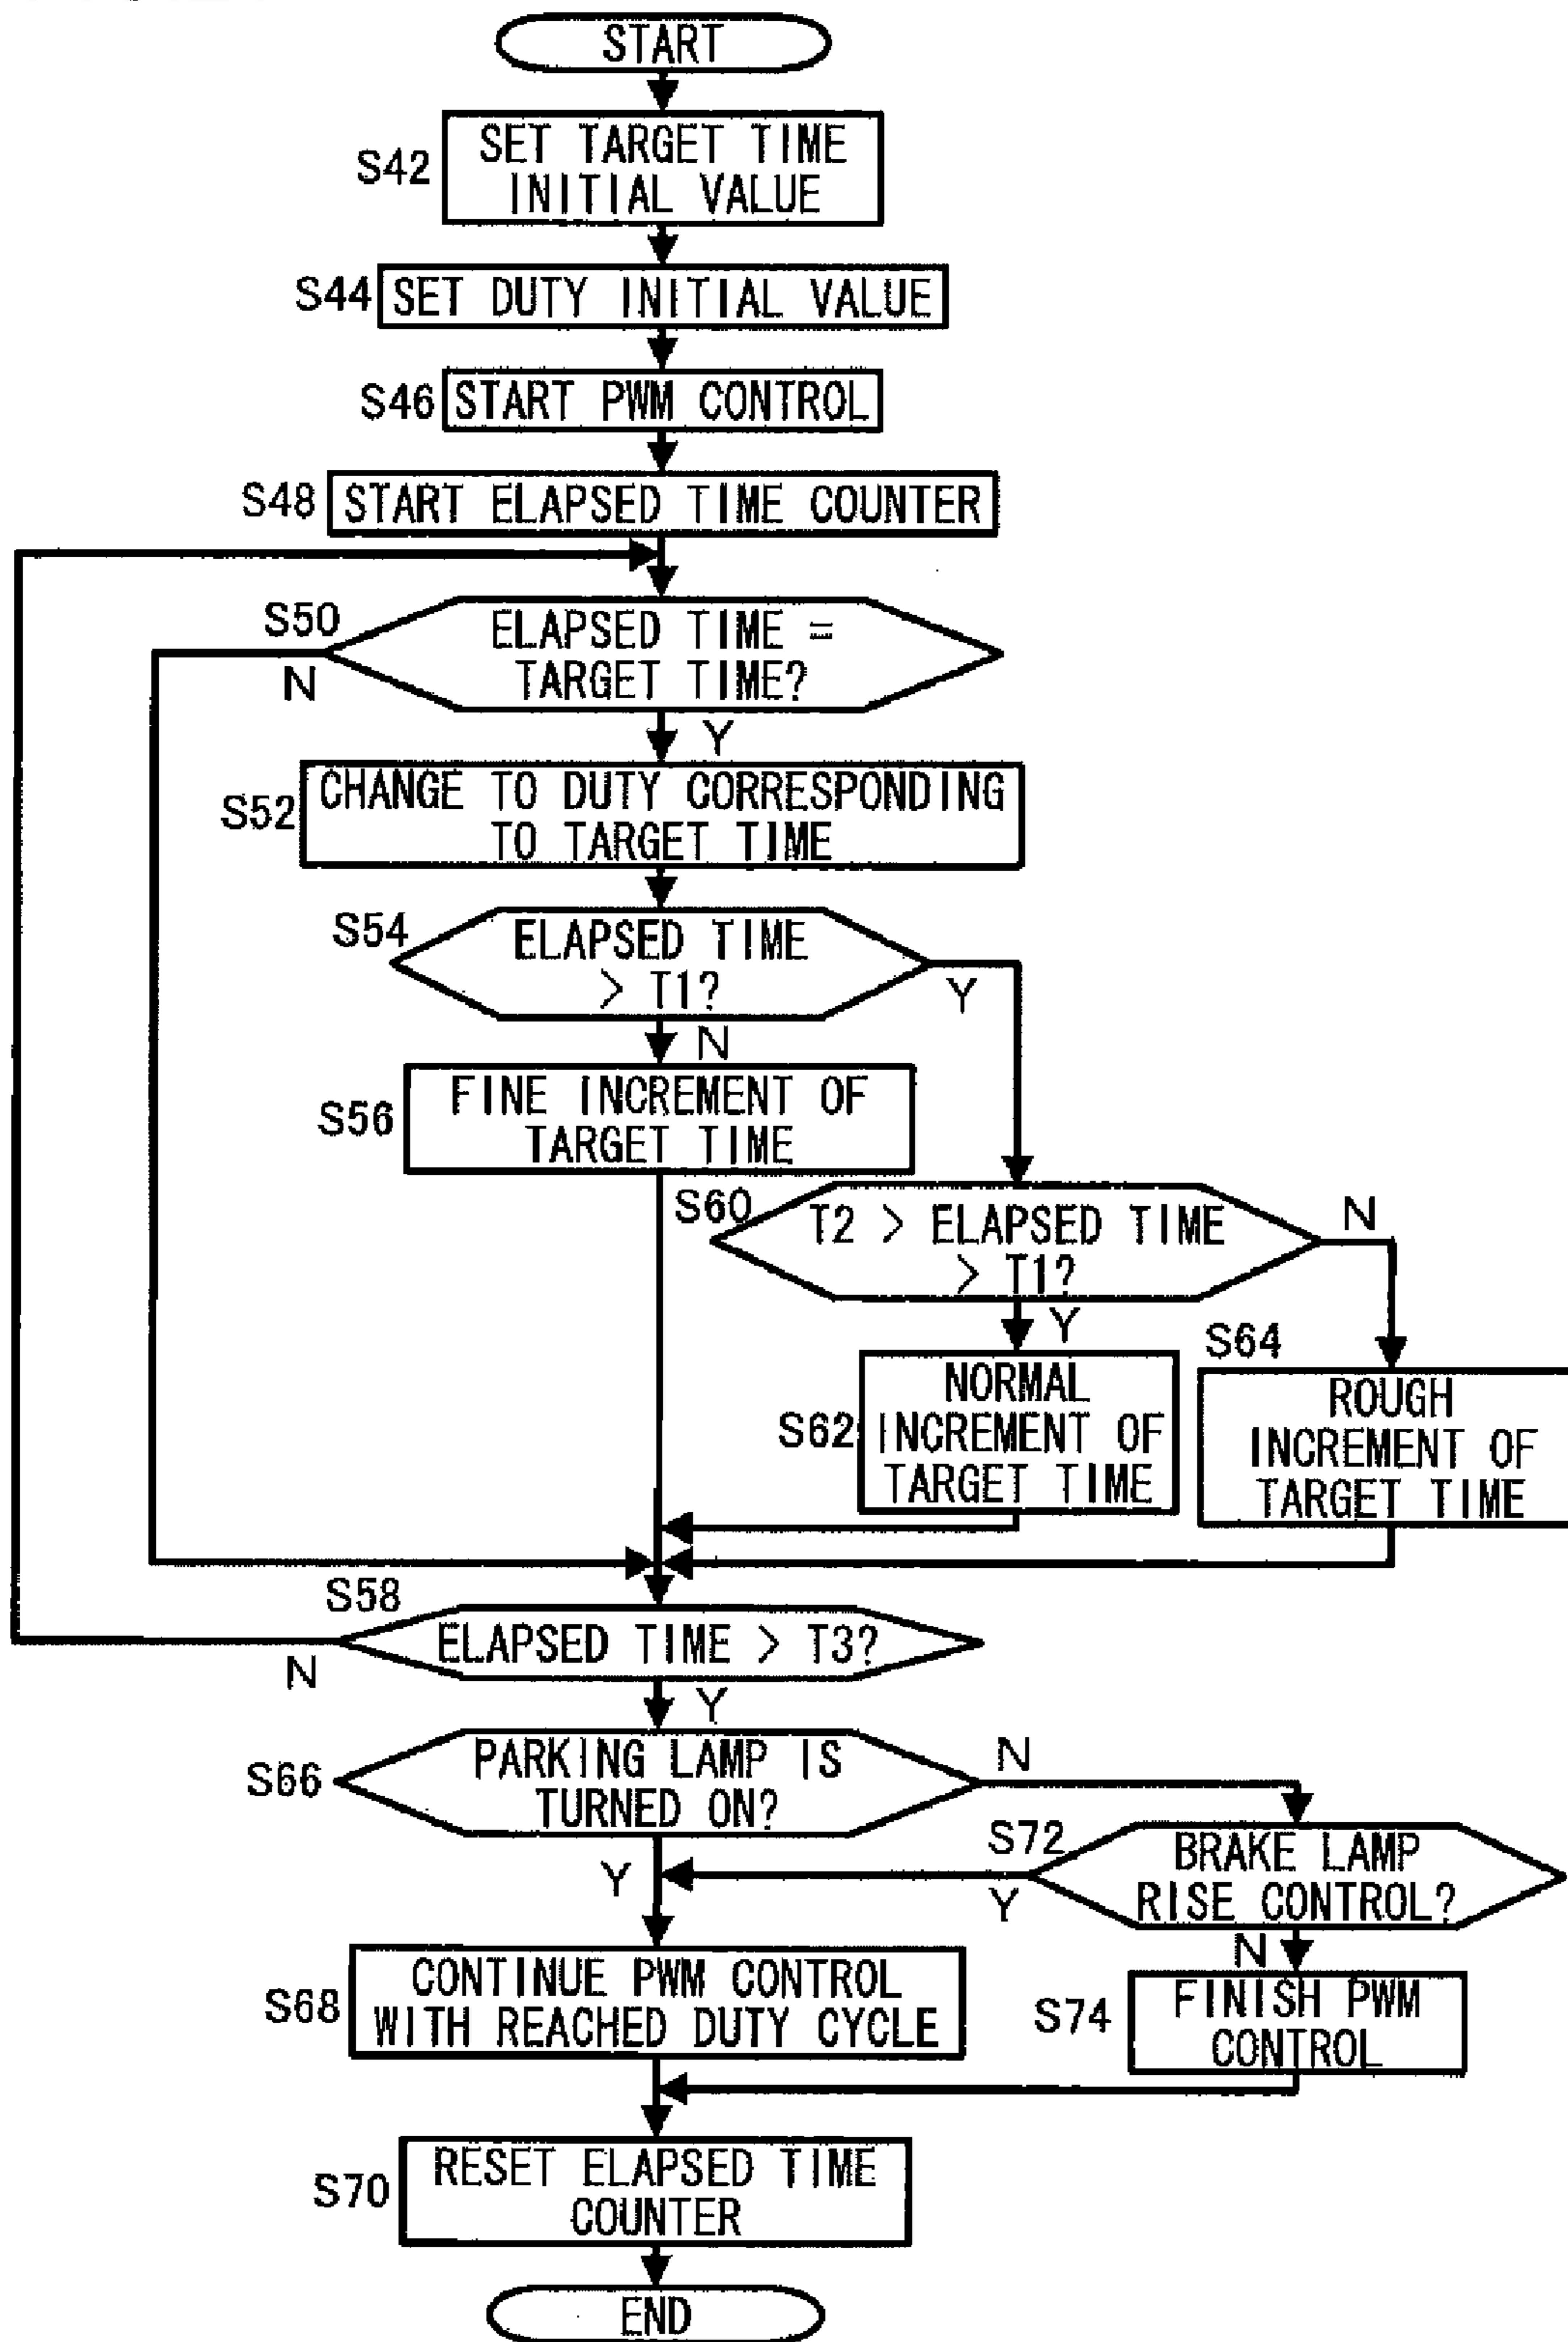 START
S42
SET TARGET TIME
INITIAL VALUE
S44
SET DUTY INITIAL VALUE
S46
START PWM CONTROL
S48
START ELAPSED TIME COUNTER
S50
ELAPSED TIME =
TARGET TIME?
N
Y
S52
CHANGE TO DUTY CORRESPONDING
TO TARGET TIME
S54
ELAPSED TIME
> T1?
Y
N
S56
FINE INCREMENT OF
TARGET TIME
S60
T2 > ELAPSED TIME
> T1?
N
Y
S62
NORMAL
INCREMENT OF
TARGET TIME
S64
ROUGH
INCREMENT OF
TARGET TIME
S58
ELAPSED TIME > T3?
N
Y
S66
PARKING LAMP IS
TURNED ON?
N
Y
S72
BRAKE LAMP
RISE CONTROL?
Y
N
S68
CONTINUE PWM CONTROL
WITH REACHED DUTY CYCLE
S74
FINISH PWM
CONTROL
S70
RESET ELAPSED TIME
COUNTER
END